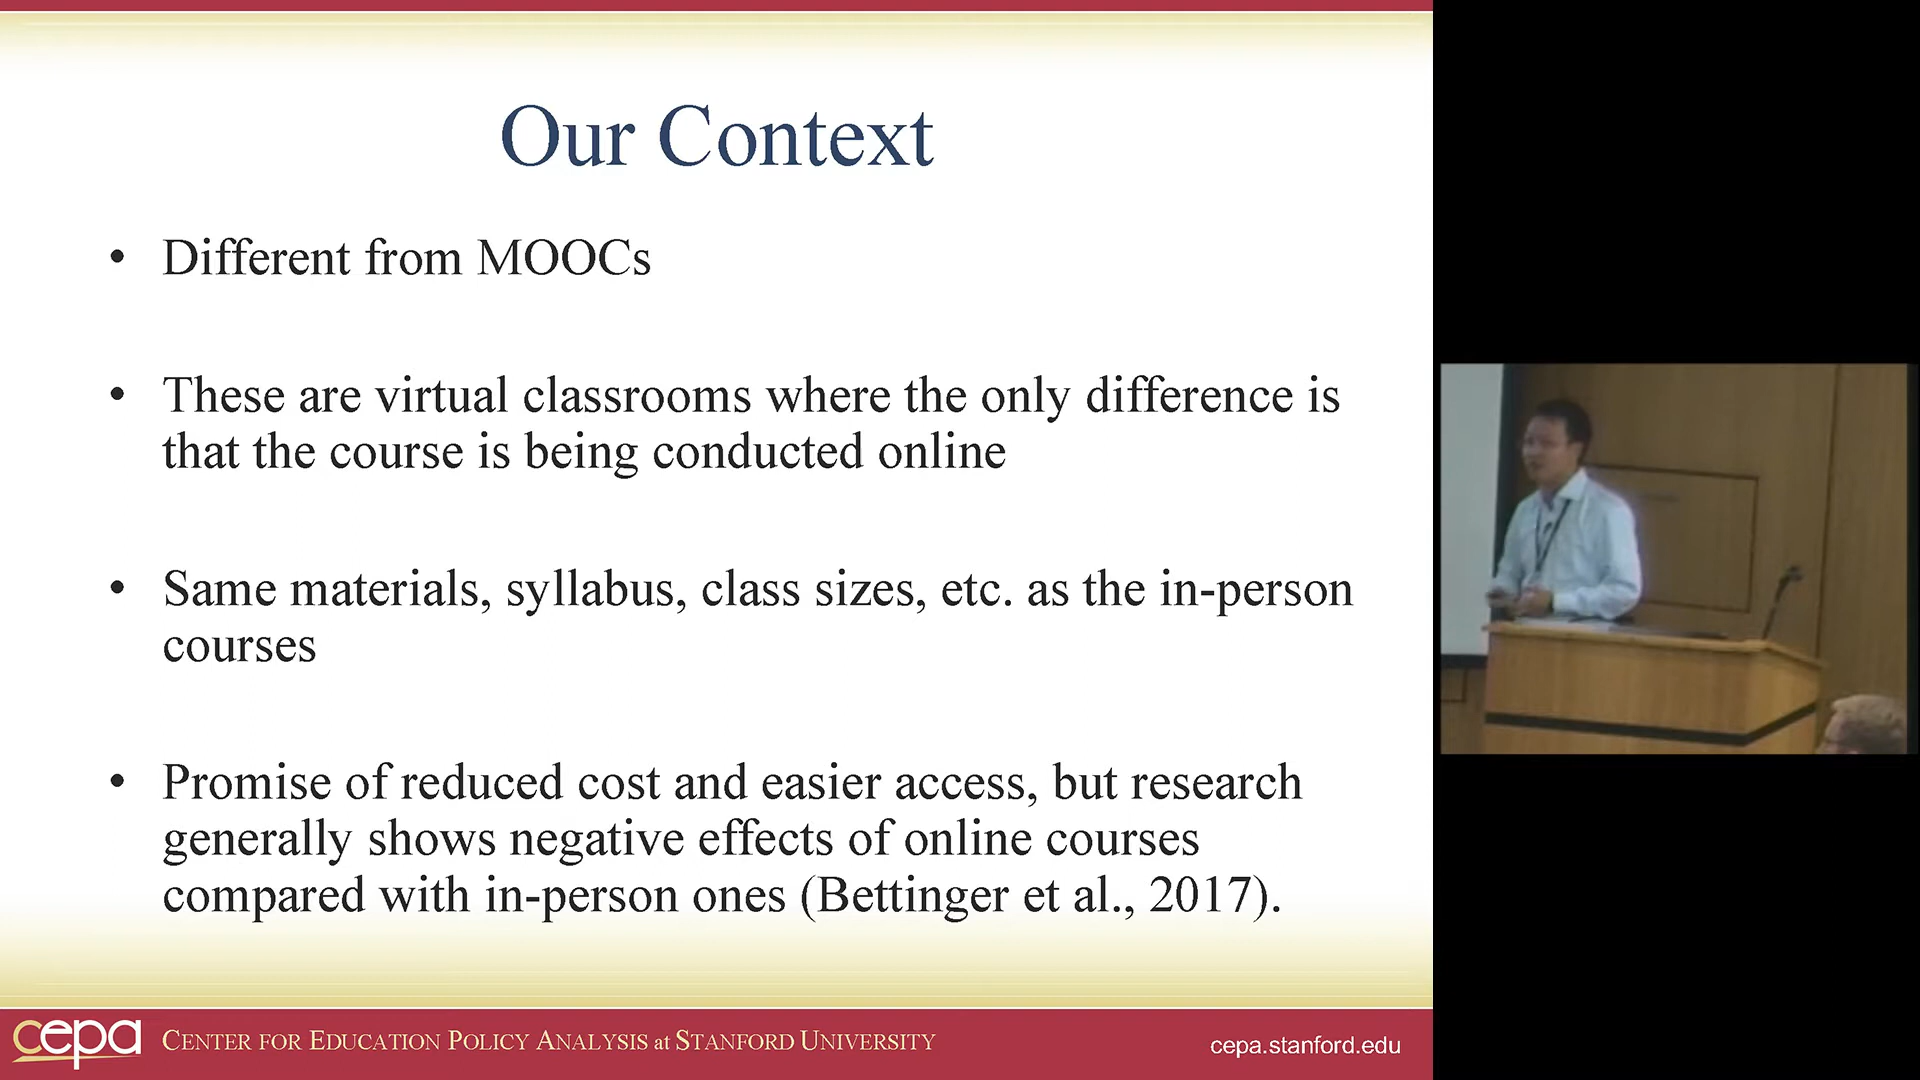 Our Context
• Different from MOOCs
• These are virtual classrooms where the only difference is
that the course is being conducted online
• Same materials, syllabus, class sizes, etc. as the in-person
courses
• Promise of reduced cost and easier access, but research
generally shows negative effects of online courses
compared with in-person ones (Bettinger et al., 2017).
cepa CENTER FOR EDUCATION POLICY ANALYSIS at STANFORD UNIVERSITY
cepa.stanford.edu